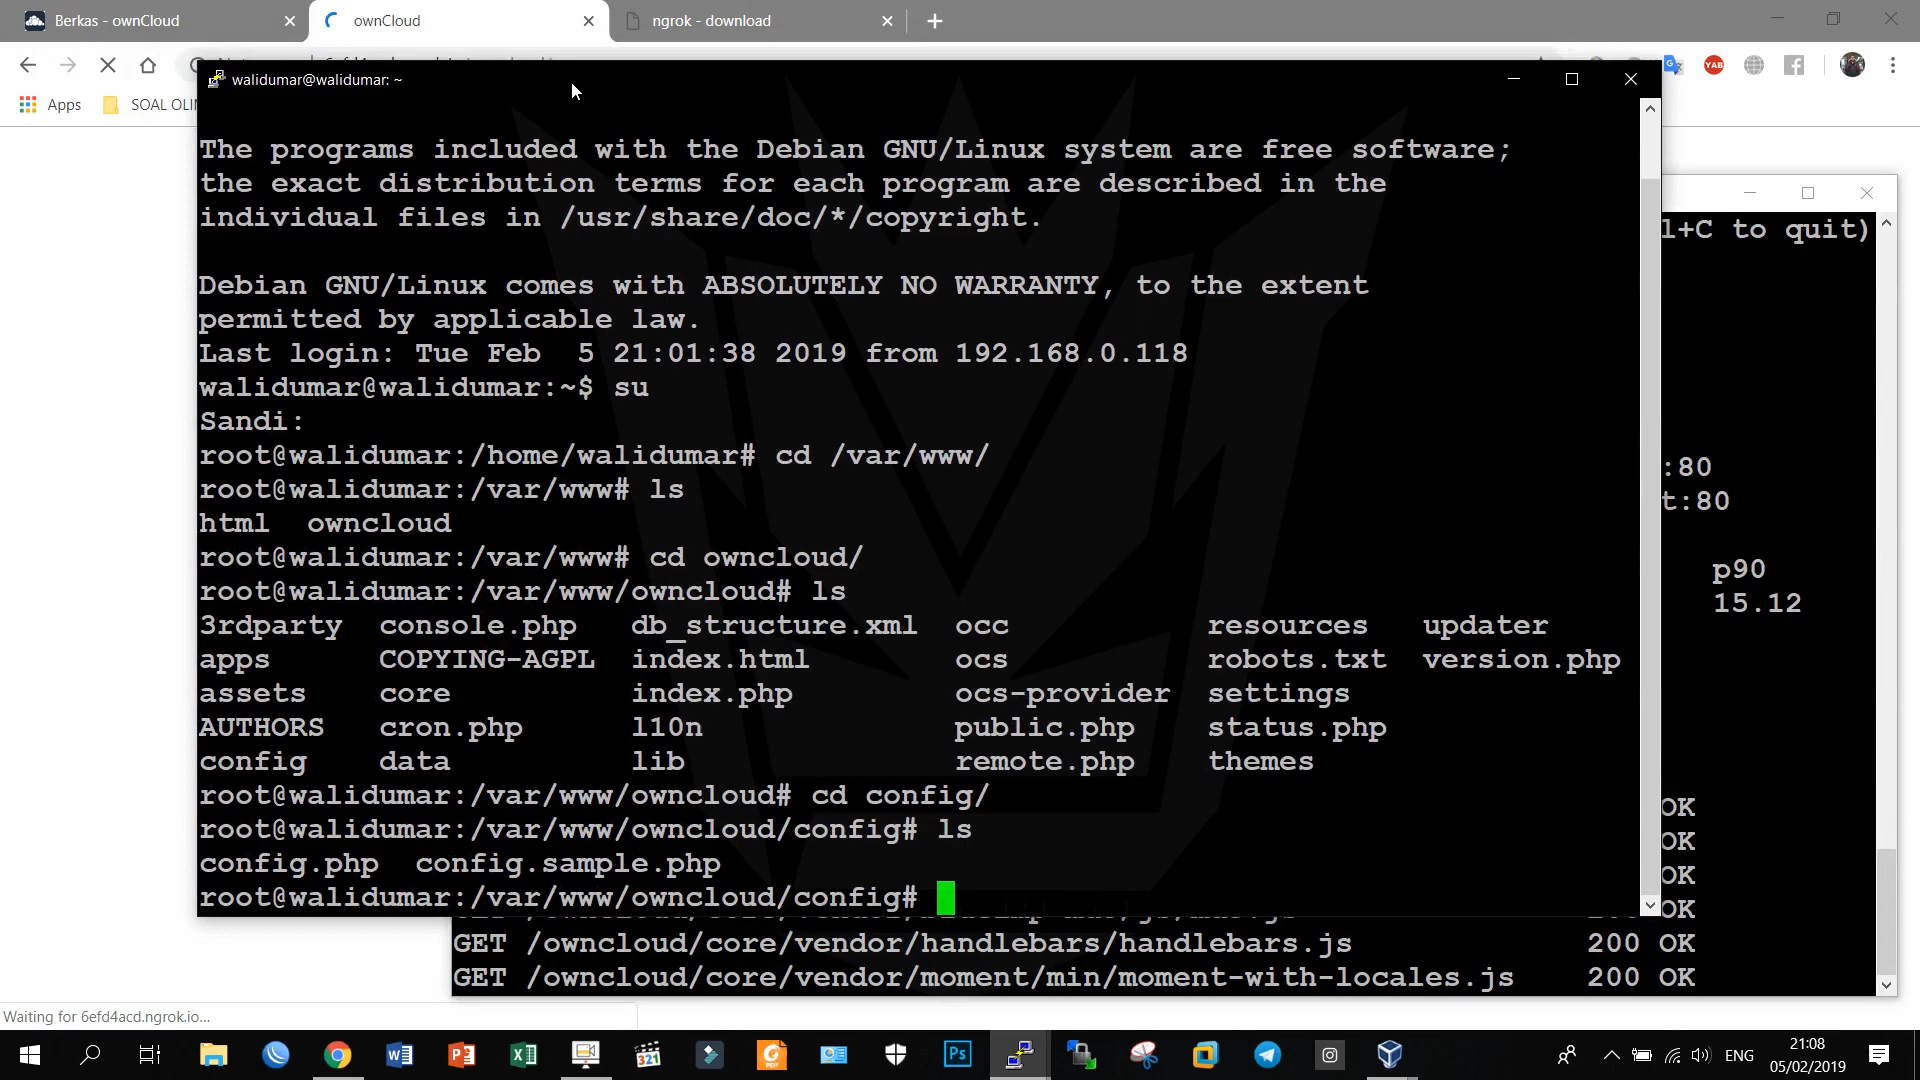 Berkas - ownCloud
ownCloud
ngrok - download
Apps
SOAL OLIN
walidumar@walidumar: ~
The programs included with the Debian GNU/Linux system are free software;
the exact distribution terms for each program are described in the
individual files in /usr/share/doc/*/copyright.
Debian GNU/Linux comes with ABSOLUTELY NO WARRANTY, to the extent
permitted by applicable law.
Last login: Tue Feb  5 21:01:38 2019 from 192.168.0.118
walidumar@walidumar:~$ su
Sandi:
root@walidumar:/home/walidumar# cd /var/www/
root@walidumar:/var/www# ls
html  owncloud
root@walidumar:/var/www# cd owncloud/
root@walidumar:/var/www/owncloud# ls
3rdparty  console.php  db_structure.xml  occ  resources  updater
apps  COPYING-AGPL  index.html  ocs  robots.txt  version.php
assets  core  index.php  ocs-provider  settings
AUTHORS  cron.php  l10n  public.php  status.php
config  data  lib  remote.php  themes
root@walidumar:/var/www/owncloud# cd config/
root@walidumar:/var/www/owncloud/config# ls
config.php  config.sample.php
root@walidumar:/var/www/owncloud/config#
l+C to quit)
:80
t:80
p90
15.12
OK
OK
OK
OK
GET /owncloud/core/vendor/handlebars/handlebars.js 200 OK
GET /owncloud/core/vendor/moment/min/moment-with-locales.js 200 OK
Waiting for 6efd4acd.ngrok.io...
YAB
321
Ps
ENG
21:08
05/02/2019